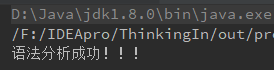 D:\Java\jdk1.8.0\bin\java.exe
/F:/IDEApro/ThinkingIn/out/pro
语法分析成功！！！